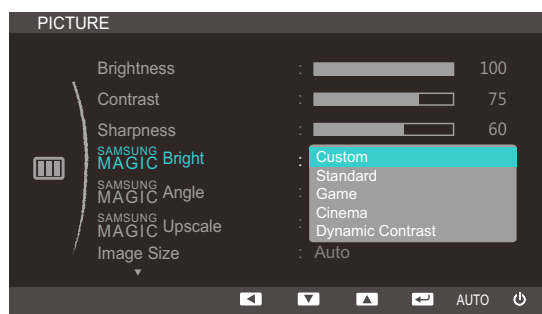 PICTURE
Brightness : 100
Contrast : 75
Sharpness : 60
SAMSUNG MAGIC Bright :
Custom
Standard
Game
Cinema
Dynamic Contrast
SAMSUNG MAGIC Angle :
SAMSUNG MAGIC Upscale :
Image Size : Auto
AUTO